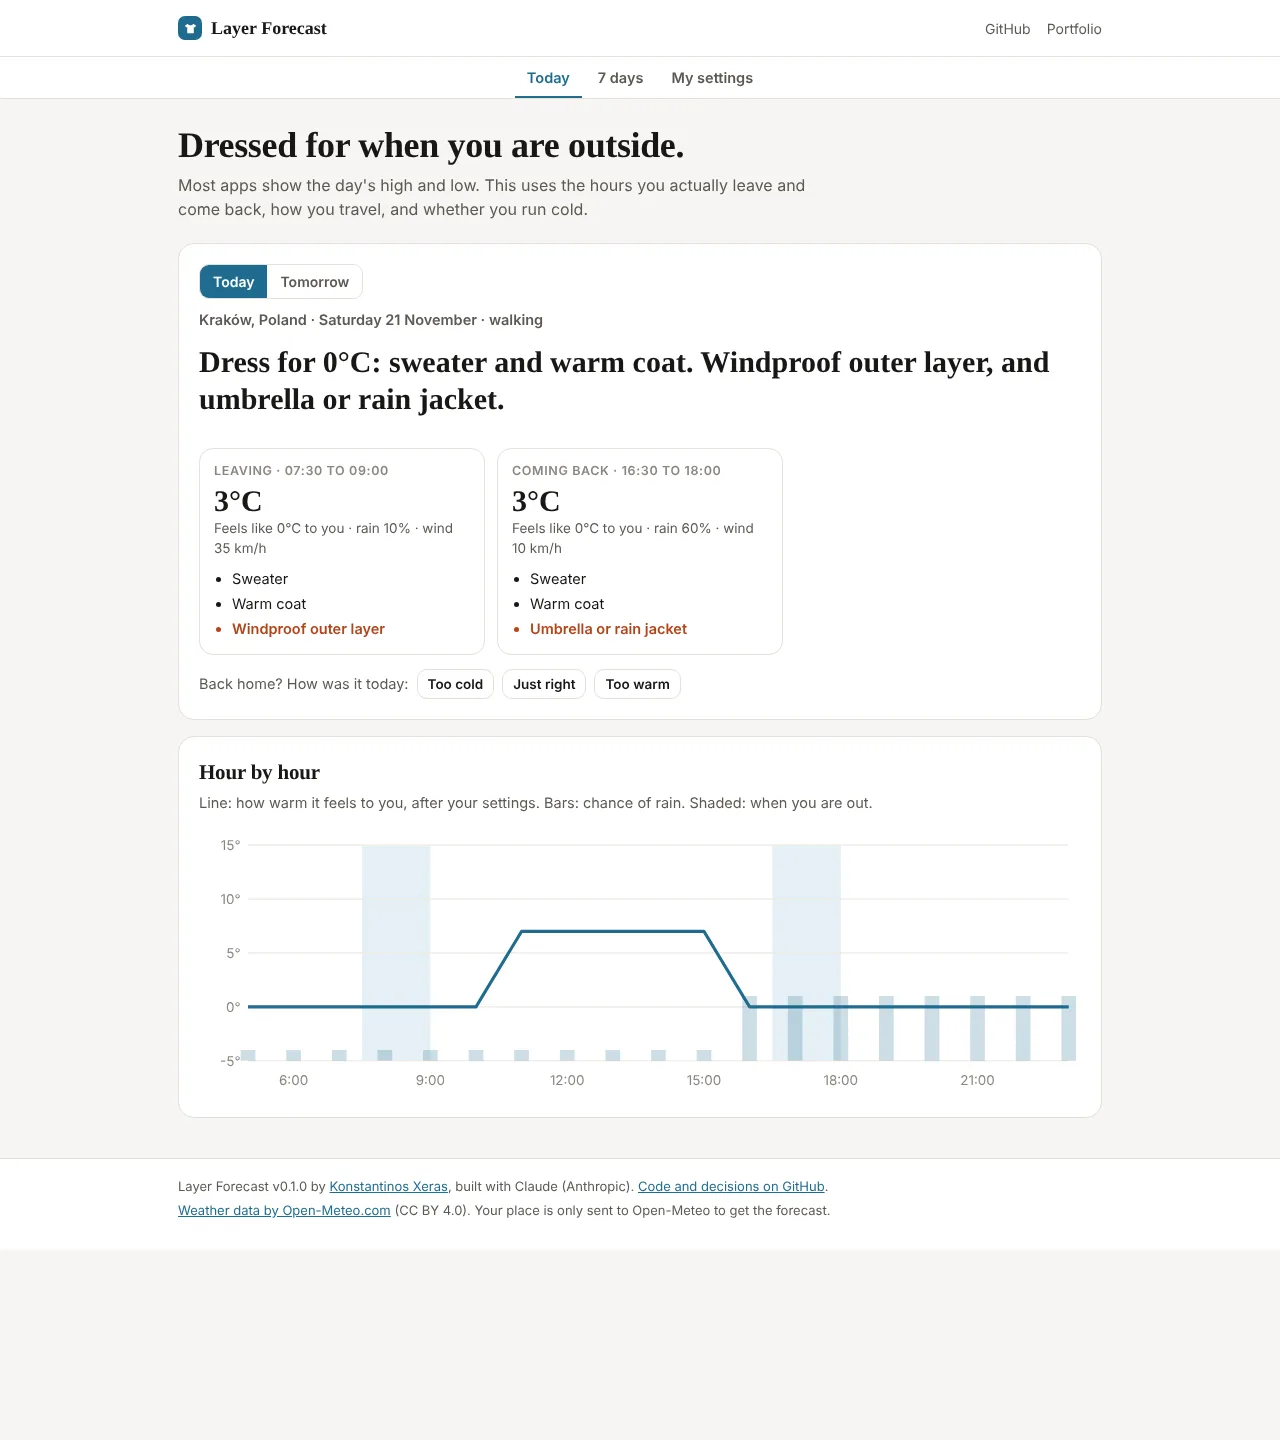 Layer Forecast
GitHub Portfolio
Today 7 days My settings
Dressed for when you are outside.
Most apps show the day's high and low. This uses the hours you actually leave and
come back, how you travel, and whether you run cold.
Today Tomorrow
Kraków, Poland · Saturday 21 November · walking
Dress for 0°C: sweater and warm coat. Windproof outer layer, and
umbrella or rain jacket.
LEAVING · 07:30 TO 09:00
3°C
Feels like 0°C to you · rain 10% · wind
35 km/h
• Sweater
• Warm coat
• Windproof outer layer
COMING BACK · 16:30 TO 18:00
3°C
Feels like 0°C to you · rain 60% · wind
10 km/h
• Sweater
• Warm coat
• Umbrella or rain jacket
Back home? How was it today: Too cold Just right Too warm
Hour by hour
Line: how warm it feels to you, after your settings. Bars: chance of rain. Shaded: when you are out.
15°
10°
5°
0°
-5°
6:00 9:00 12:00 15:00 18:00 21:00
Layer Forecast v0.1.0 by Konstantinos Xeras, built with Claude (Anthropic). Code and decisions on GitHub.
Weather data by Open-Meteo.com (CC BY 4.0). Your place is only sent to Open-Meteo to get the forecast.